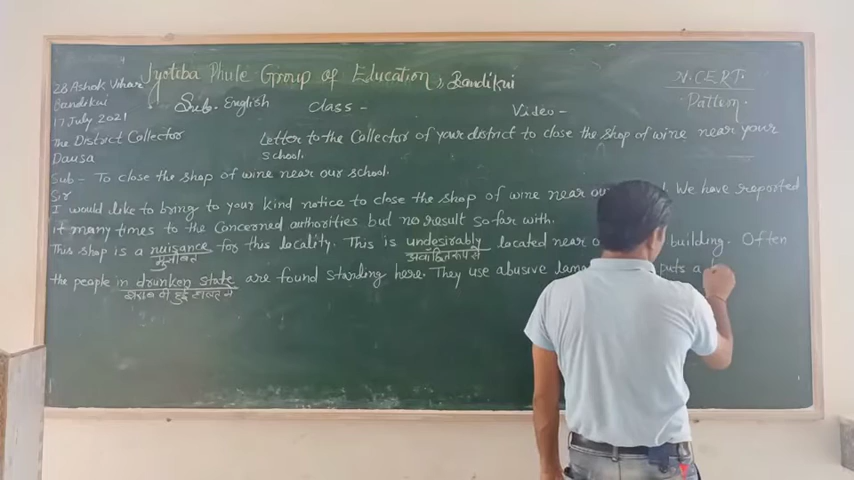 Jyotiba Phule Group of Education, Bandikui
N.C.E.R.T.
Pattern
Sub. English Class - Video -
28 Ashok Vihar
Bandikui
17 July 2021
The District Collector
Dausa
Letter to the Collector of your district to close the shop of wine near your
school.
Sub - To close the shop of wine near our school.
Sir
I would like to bring to your kind notice to close the shop of wine near our We have reported
it many times to the Concerned authorities but no result so far with.
This shop is a nuisance for this locality. This is undesirably located near building. Often
मुसीबत अवांछित रूप से
the people in drunken state are found standing here. They use abusive puts a
शराब पी हुई हालत में